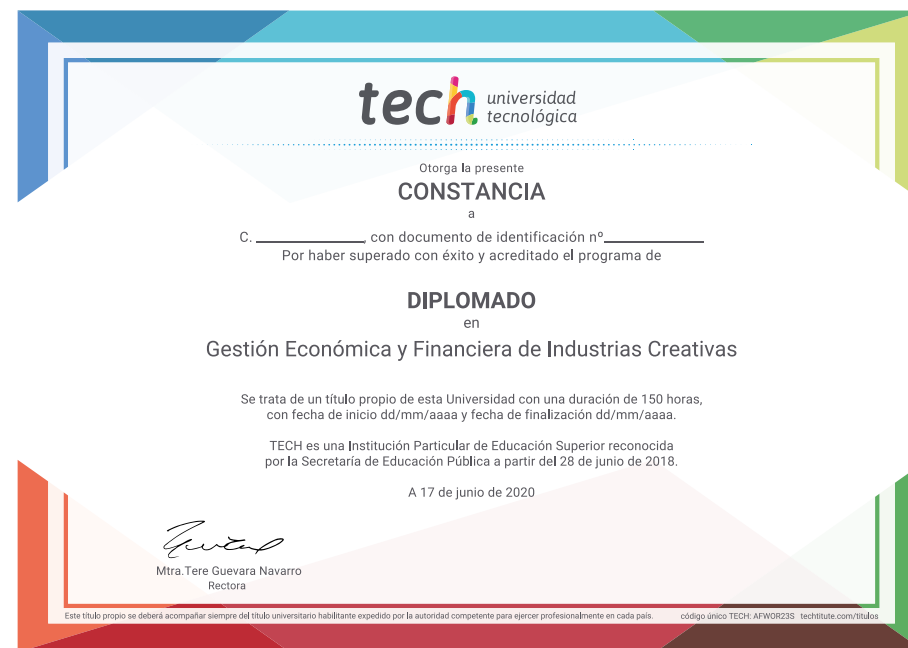 tech universidad
tecnológica
Otorga la presente
CONSTANCIA
a
C. ____________, con documento de identificación nº____________
Por haber superado con éxito y acreditado el programa de
DIPLOMADO
en
Gestión Económica y Financiera de Industrias Creativas
Se trata de un título propio de esta Universidad con una duración de 150 horas,
con fecha de inicio dd/mm/aaaa y fecha de finalización dd/mm/aaaa.
TECH es una Institución Particular de Educación Superior reconocida
por la Secretaría de Educación Pública a partir del 28 de junio de 2018.
A 17 de junio de 2020
Mtra.Tere Guevara Navarro
Rectora
Este título propio se deberá acompañar siempre del título universitario habilitante expedido por la autoridad competente para ejercer profesionalmente en cada país. código único TECH: AFWOR23S techtitute.com/titulos